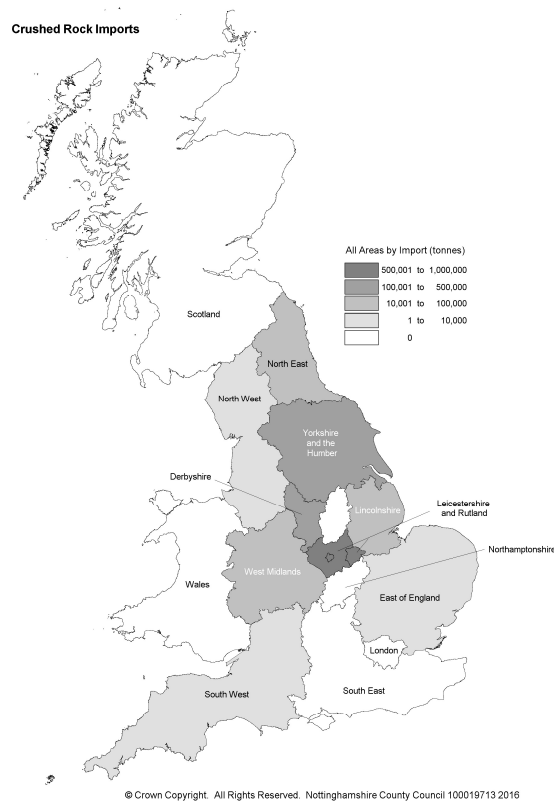 Crushed Rock Imports
All Areas by Import (tonnes)
500,001 to 1,000,000
100,001 to 500,000
10,001 to 100,000
1 to 10,000
0
Scotland
North East
North West
Yorkshire
and the
Humber
Derbyshire
Lincolnshire
Leicestershire
and Rutland
Northamptonshire
West Midlands
Wales
East of England
London
South West
South East
© Crown Copyright. All Rights Reserved. Nottinghamshire County Council 100019713 2016